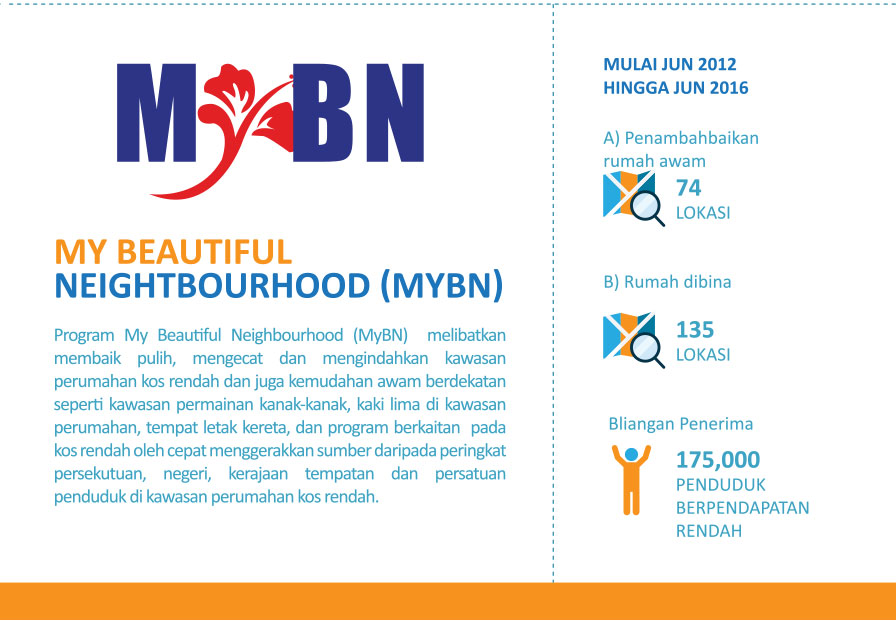 MyBN
MY BEAUTIFUL
NEIGHTBOURHOOD (MYBN)
Program My Beautiful Neighbourhood (MyBN) melibatkan
membaik pulih, mengecat dan mengindahkan kawasan
perumahan kos rendah dan juga kemudahan awam berdekatan
seperti kawasan permainan kanak-kanak, kaki lima di kawasan
perumahan, tempat letak kereta, dan program berkaitan pada
kos rendah oleh cepat menggerakkan sumber daripada peringkat
persekutuan, negeri, kerajaan tempatan dan persatuan
penduduk di kawasan perumahan kos rendah.
MULAI JUN 2012
HINGGA JUN 2016
A) Penambahbaikan
rumah awam
74
LOKASI
B) Rumah dibina
135
LOKASI
Bliangan Penerima
175,000
PENDUDUK
BERPENDAPATAN
RENDAH